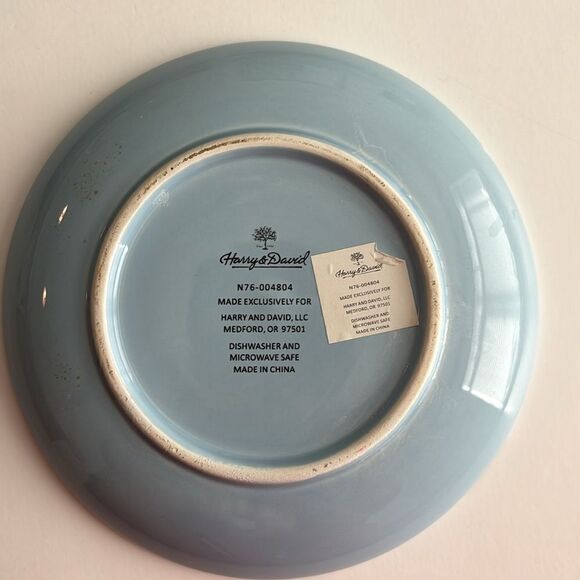 Harry & David
N76-004804
MADE EXCLUSIVELY FOR
HARRY AND DAVID, LLC
MEDFORD, OR 97501
DISHWASHER AND
MICROWAVE SAFE
MADE IN CHINA
Harry & David
N76-004804
MADE EXCLUSIVELY FOR
HARRY AND DAVID, LLC
MEDFORD, OR 97501
DISHWASHER AND
MICROWAVE SAFE
MADE IN CHINA